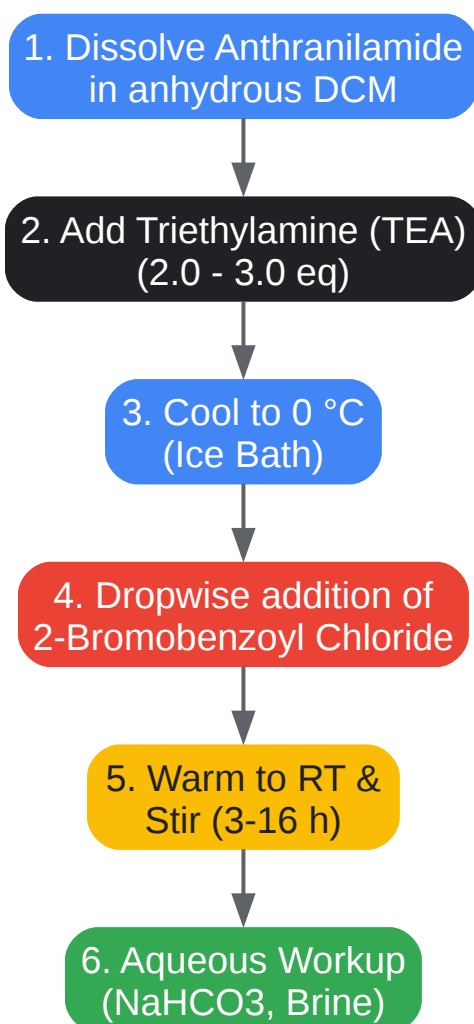 1. Dissolve Anthranilamide
in anhydrous DCM
2. Add Triethylamine (TEA)
(2.0 - 3.0 eq)
3. Cool to 0 °C
(Ice Bath)
4. Dropwise addition of
2-Bromobenzoyl Chloride
5. Warm to RT &
Stir (3-16 h)
6. Aqueous Workup
(NaHCO3, Brine)